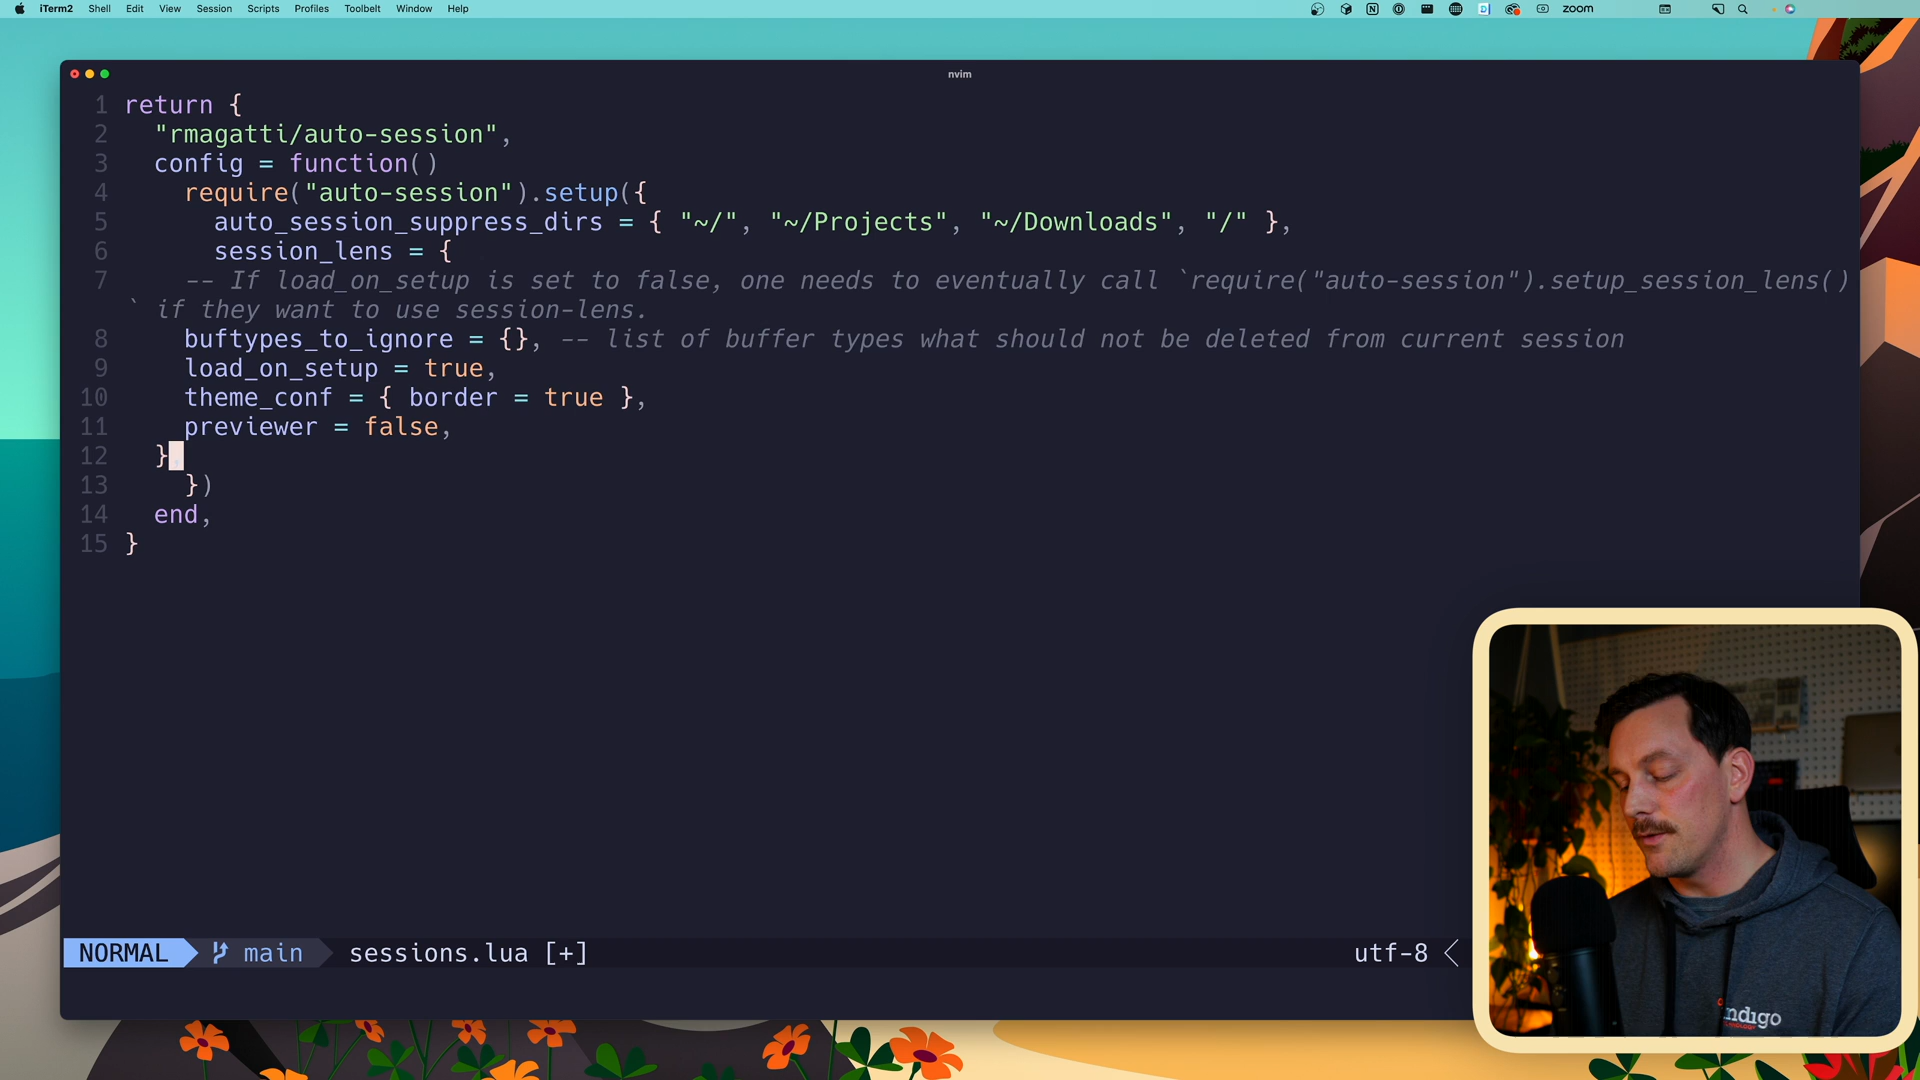 iTerm2 Shell Edit View Session Scripts Profiles Toolbelt Window Help zoom
nvim
1 return {
2 "rmagatti/auto-session",
3 config = function()
4 require("auto-session").setup({
5 auto_session_suppress_dirs = { "~/", "~/Projects", "~/Downloads", "/" },
6 session_lens = {
7 -- If load_on_setup is set to false, one needs to eventually call `require("auto-session").setup_session_lens()
` if they want to use session-lens.
8 buftypes_to_ignore = {}, -- list of buffer types what should not be deleted from current session
9 load_on_setup = true,
10 theme_conf = { border = true },
11 previewer = false,
12 },
13 })
14 end,
15 }
NORMAL main sessions.lua [+] utf-8
indigo